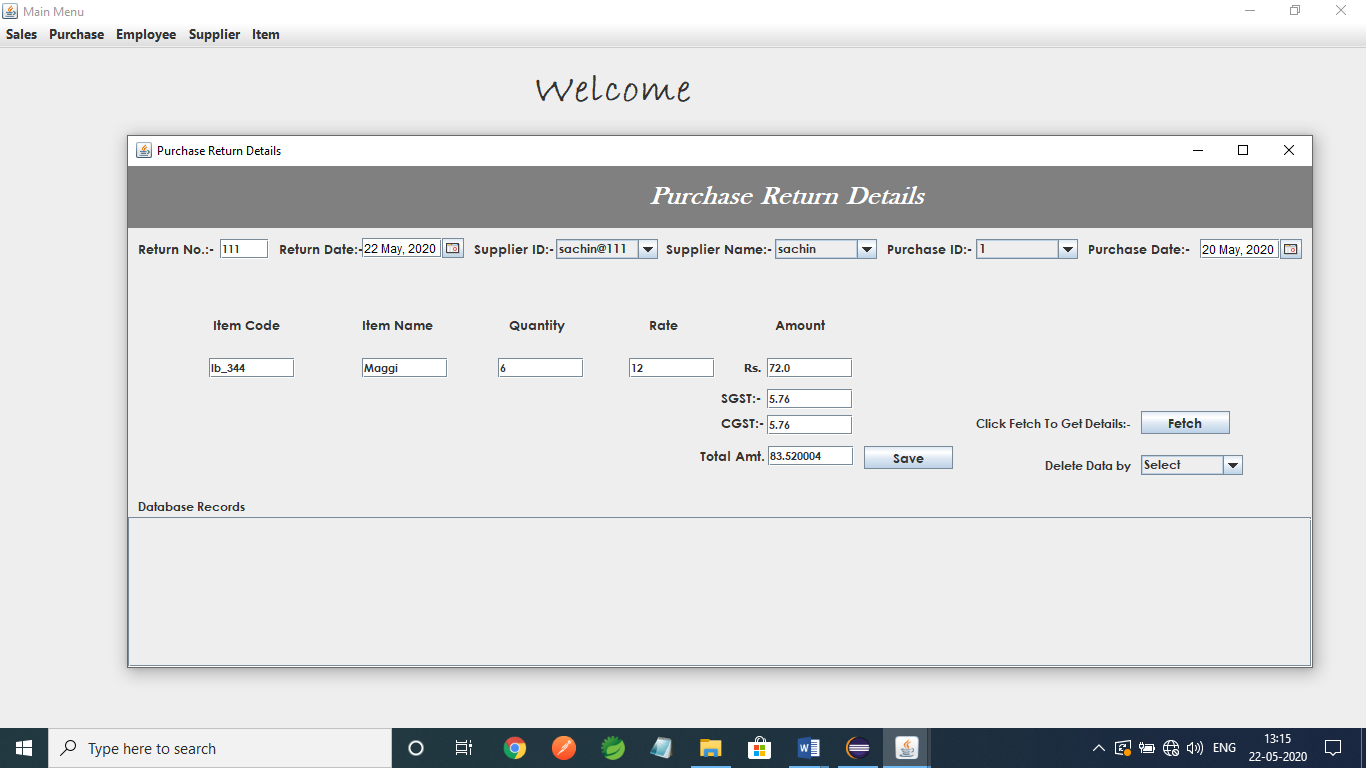 Main Menu
Sales Purchase Employee Supplier Item
Welcome
Purchase Return Details
Purchase Return Details
Return No.:- 111 Return Date:- 22 May, 2020 Supplier ID:- sachin@111 Supplier Name:- sachin Purchase ID:- 1 Purchase Date:- 20 May, 2020
Item Code Item Name Quantity Rate Amount
lb_344 Maggi 6 12 Rs. 72.0
SGST:- 5.76
CGST:- 5.76 Click Fetch To Get Details:- Fetch
Total Amt. 83.520004 Save Delete Data by Select
Database Records
Type here to search
ENG 13:15
22-05-2020